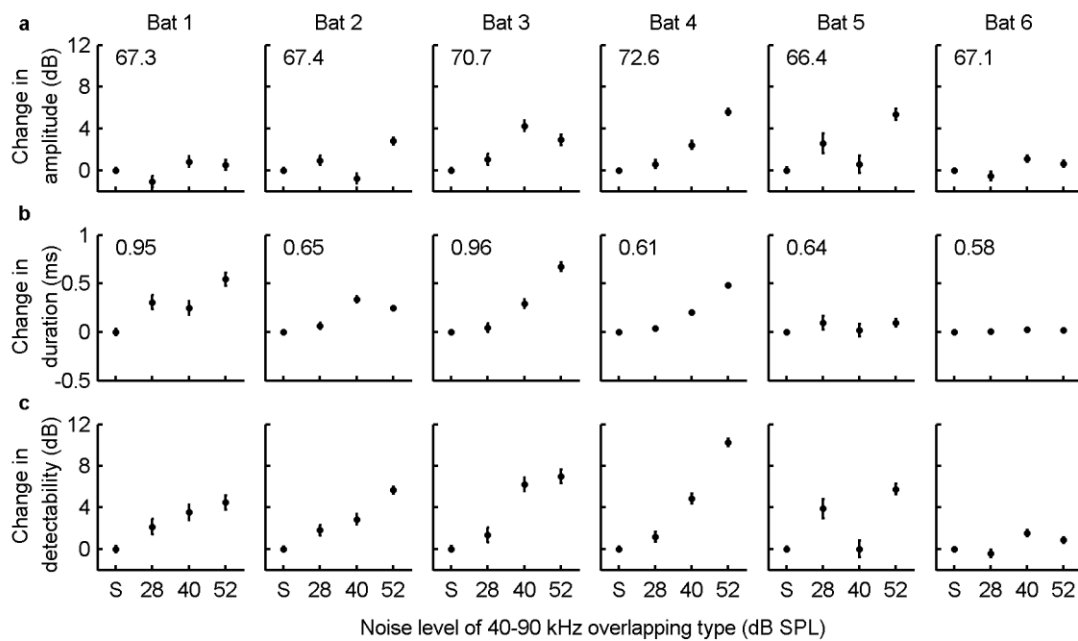 a Bat 1 Bat 2 Bat 3 Bat 4 Bat 5 Bat 6
Change in amplitude (dB)
12
8
4
0
67.3 67.4 70.7 72.6 66.4 67.1
b
Change in duration (ms)
1
0.5
0
-0.5
0.95 0.65 0.96 0.61 0.64 0.58
c
Change in detectability (dB)
12
8
4
0
S 28 40 52 S 28 40 52 S 28 40 52 S 28 40 52 S 28 40 52 S 28 40 52
Noise level of 40-90 kHz overlapping type (dB SPL)